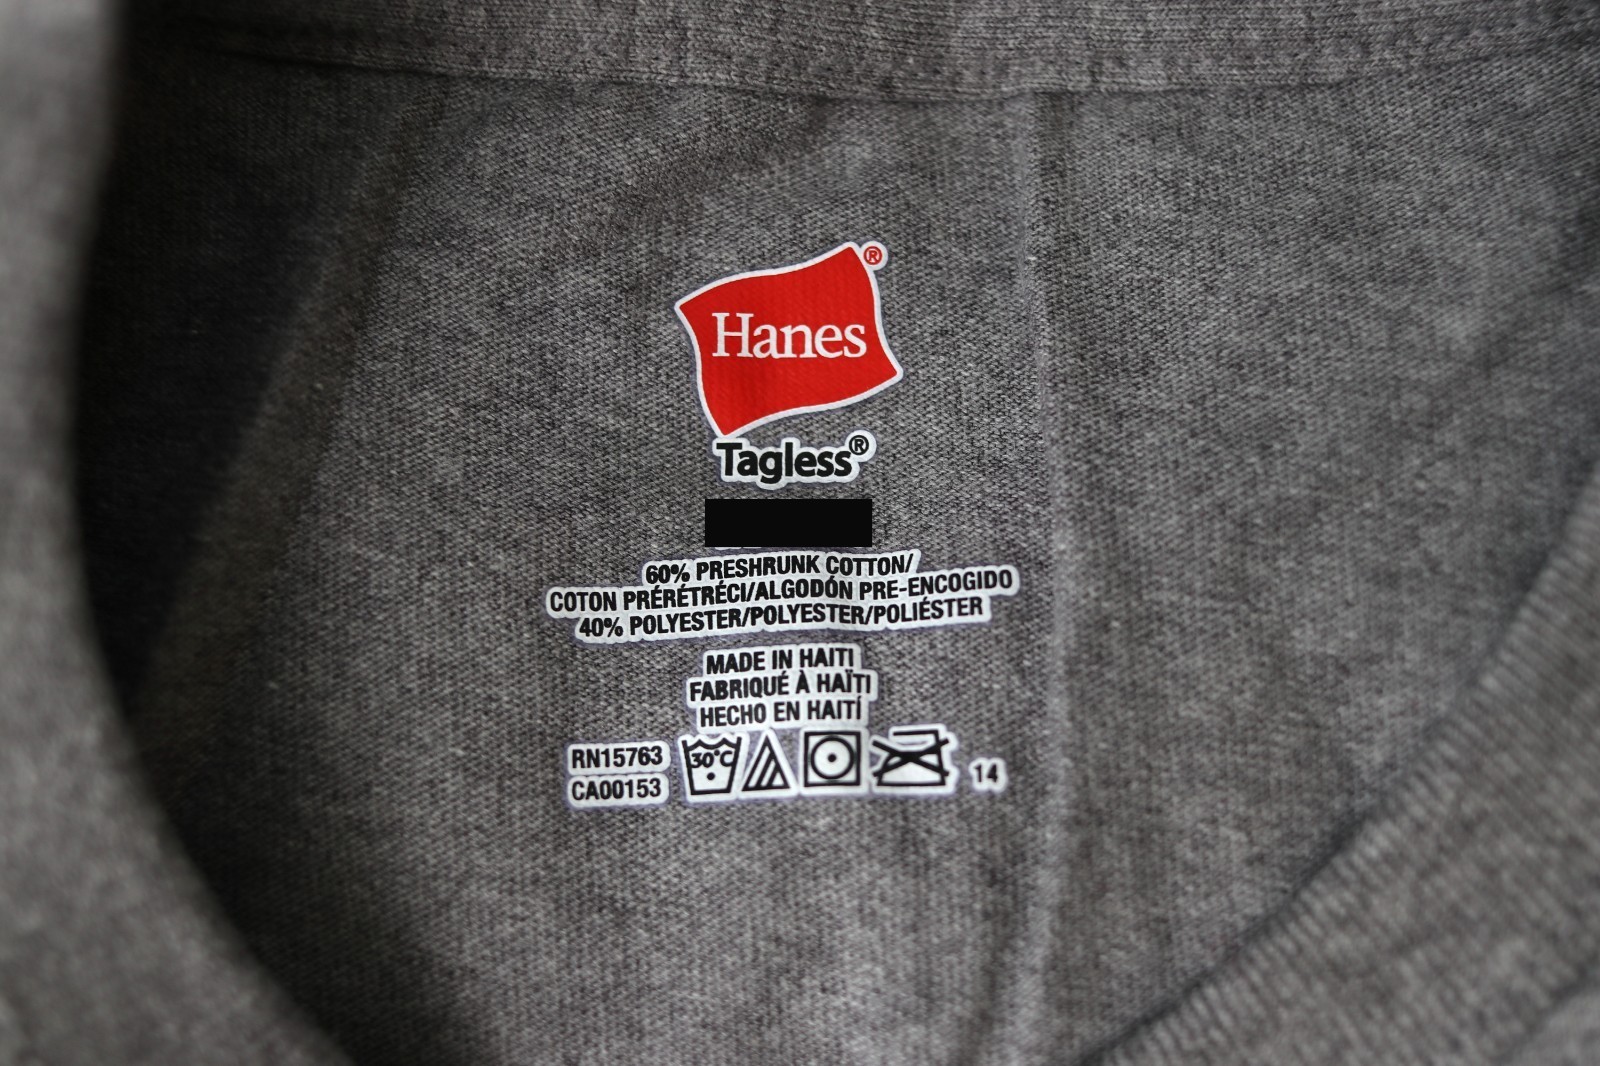 Hanes®
Tagless®
60% PRESHRUNK COTTON/
COTON PRÉRÉTRÉCI/ALGODÓN PRE-ENCOGIDO
40% POLYESTER/POLYESTER/POLIÉSTER
MADE IN HAITI
FABRIQUÉ À HAÏTI
HECHO EN HAITÍ
RN15763
CA00153
30°C
14